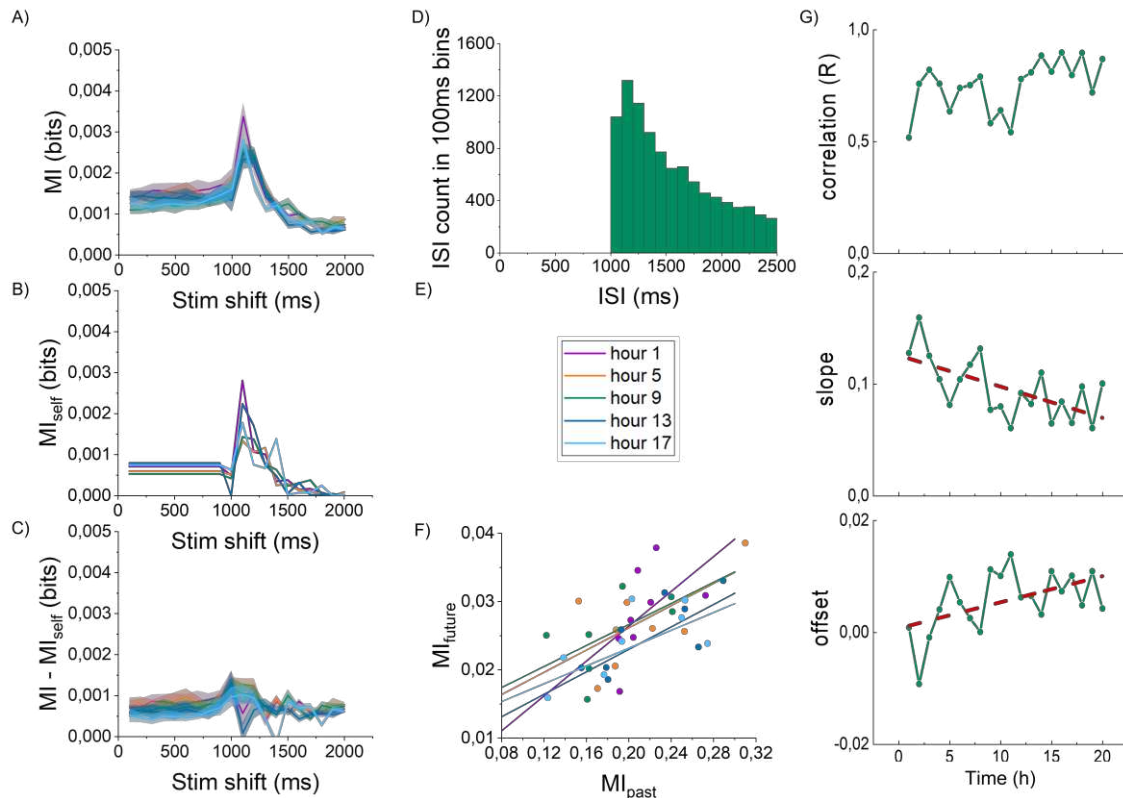 A)
0,005
0,004
0,003
0,002
0,001
0,000
MI (bits)
0 500 1000 1500 2000
Stim shift (ms)
B)
0,005
0,004
0,003
0,002
0,001
0,000
MIself (bits)
0 500 1000 1500 2000
Stim shift (ms)
C)
0,005
0,004
0,003
0,002
0,001
0,000
MI - MIself (bits)
0 500 1000 1500 2000
Stim shift (ms)
D)
1600
1200
800
400
0
ISI count in 100ms bins
0 500 1000 1500 2000 2500
ISI (ms)
E)
hour 1
hour 5
hour 9
hour 13
hour 17
F)
0,04
0,03
0,02
0,01
MIfuture
0,08 0,12 0,16 0,20 0,24 0,28 0,32
MIpast
G)
1,0
0,5
0,0
correlation (R)
0,2
0,1
0,0
slope
0,02
0,00
-0,02
offset
0 5 10 15 20
Time (h)